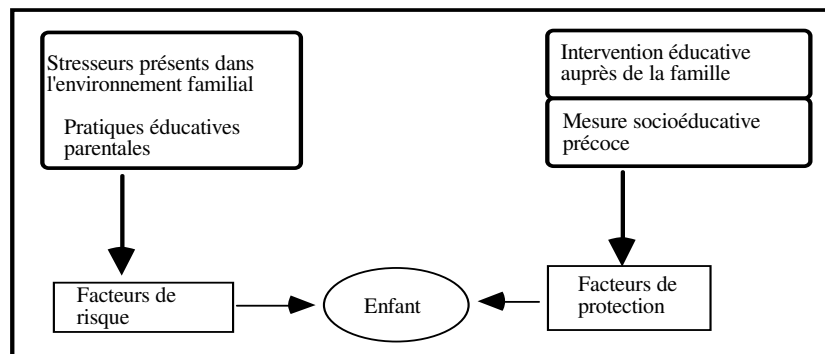 Stresseurs présents dans
l'environnement familial
Pratiques éducatives
parentales
Intervention éducative
auprès de la famille
Mesure socioéducative
précoce
Facteurs de
risque
Enfant
Facteurs de
protection